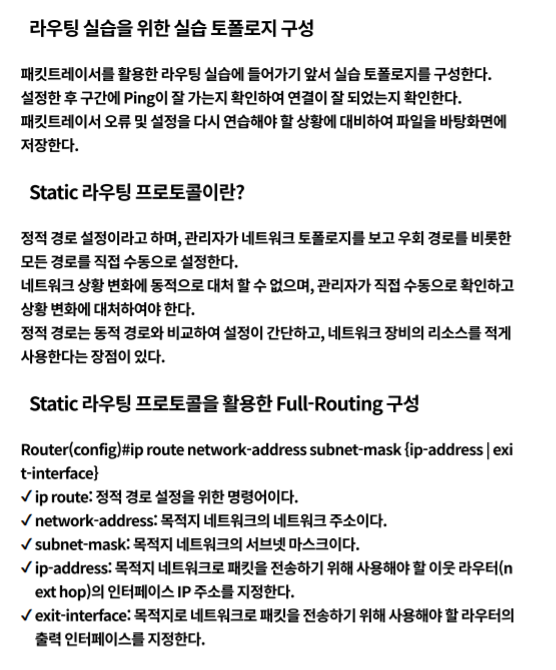 라우팅 실습을 위한 실습 토폴로지 구성
패킷트레이서를 활용한 라우팅 실습에 들어가기 앞서 실습 토폴로지를 구성한다.
설정한 후 구간에 Ping이 잘 가는지 확인하여 연결이 잘 되었는지 확인한다.
패킷트레이서 오류 및 설정을 다시 연습해야 할 상황에 대비하여 파일을 바탕화면에
저장한다.
Static 라우팅 프로토콜이란?
정적 경로 설정이라고 하며, 관리자가 네트워크 토폴로지를 보고 우회 경로를 비롯한
모든 경로를 직접 수동으로 설정한다.
네트워크 상황 변화에 동적으로 대처 할 수 없으며, 관리자가 직접 수동으로 확인하고
상황 변화에 대처하여야 한다.
정적 경로는 동적 경로와 비교하여 설정이 간단하고, 네트워크 장비의 리소스를 적게
사용한다는 장점이 있다.
Static 라우팅 프로토콜을 활용한 Full-Routing 구성
Router(config)#ip route network-address subnet-mask {ip-address | exi
t-interface}
✓ ip route: 정적 경로 설정을 위한 명령어이다.
✓ network-address: 목적지 네트워크의 네트워크 주소이다.
✓ subnet-mask: 목적지 네트워크의 서브넷 마스크이다.
✓ ip-address: 목적지 네트워크로 패킷을 전송하기 위해 사용해야 할 이웃 라우터(n
ext hop)의 인터페이스 IP 주소를 지정한다.
✓ exit-interface: 목적지로 네트워크로 패킷을 전송하기 위해 사용해야 할 라우터의
출력 인터페이스를 지정한다.